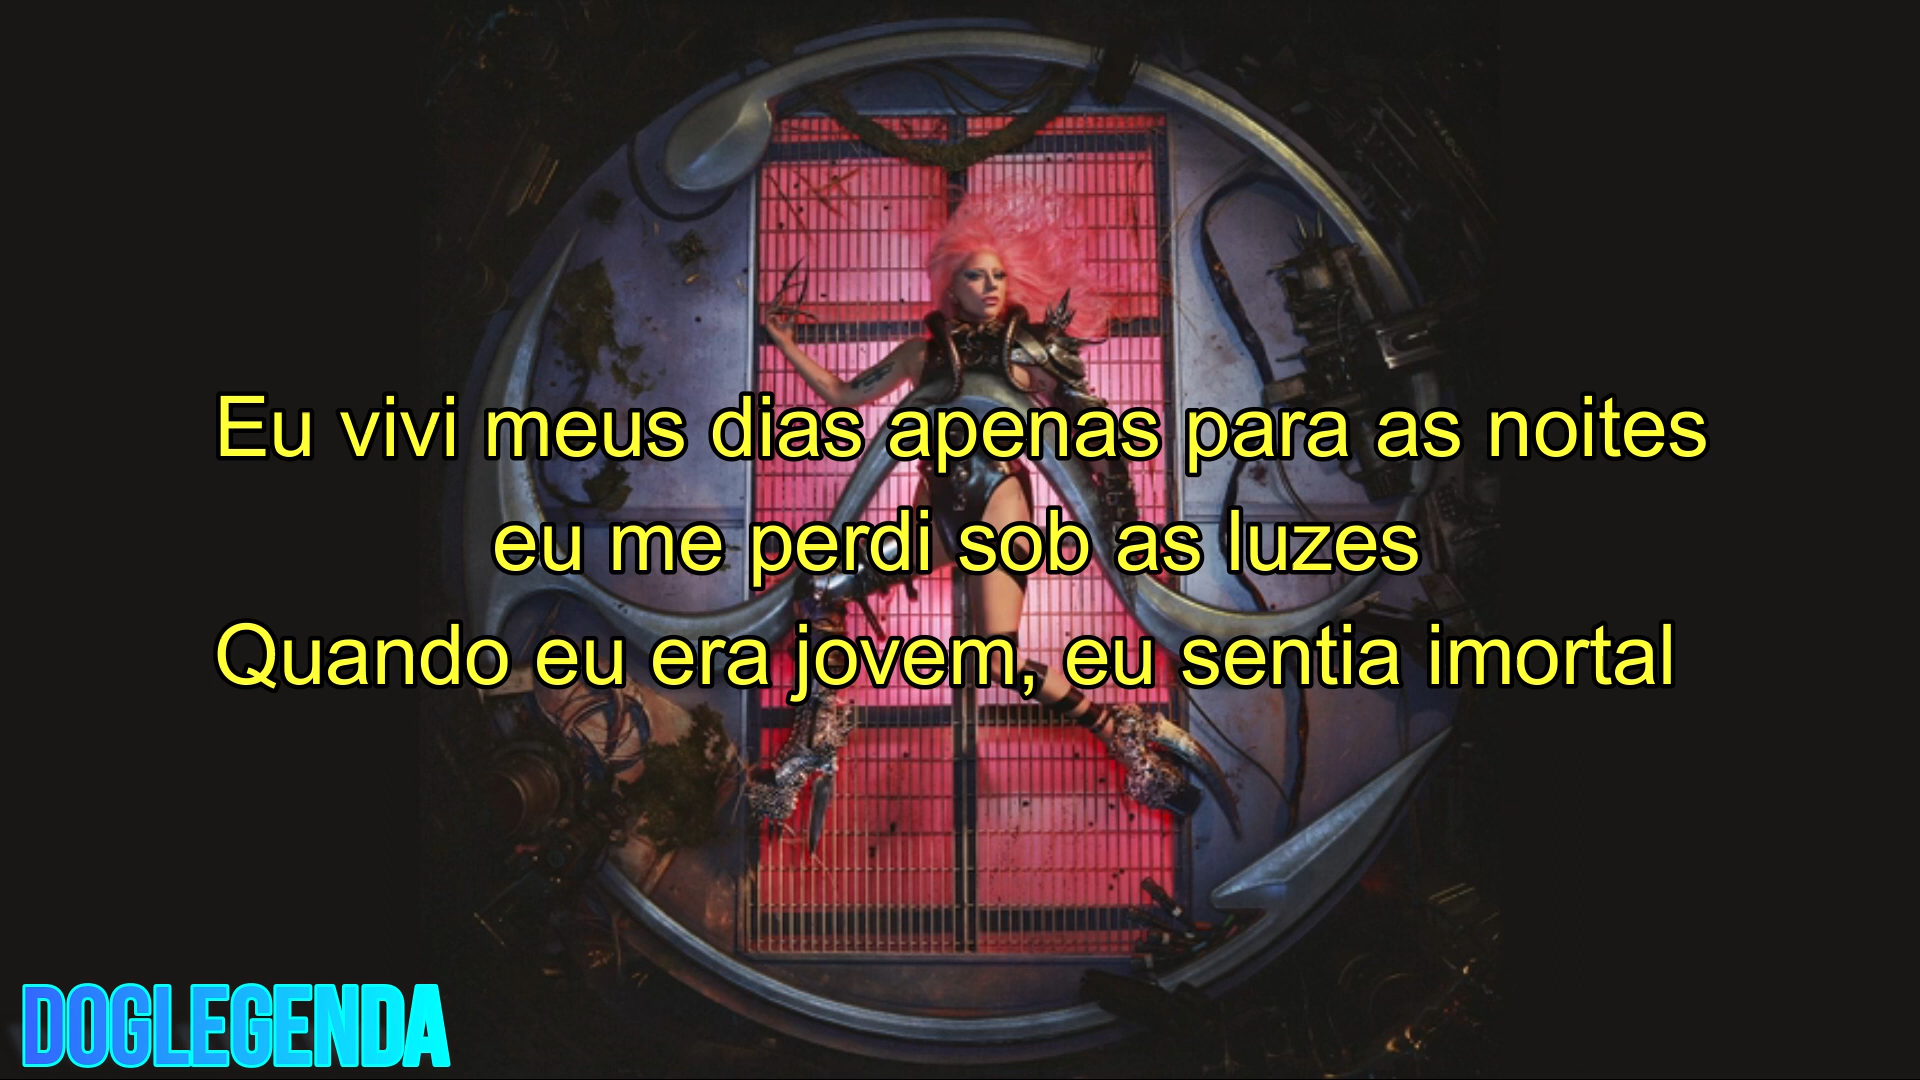 Eu vivi meus dias apenas para as noites
eu me perdi sob as luzes
Quando eu era jovem, eu sentia imortal
DOGLEGENDA